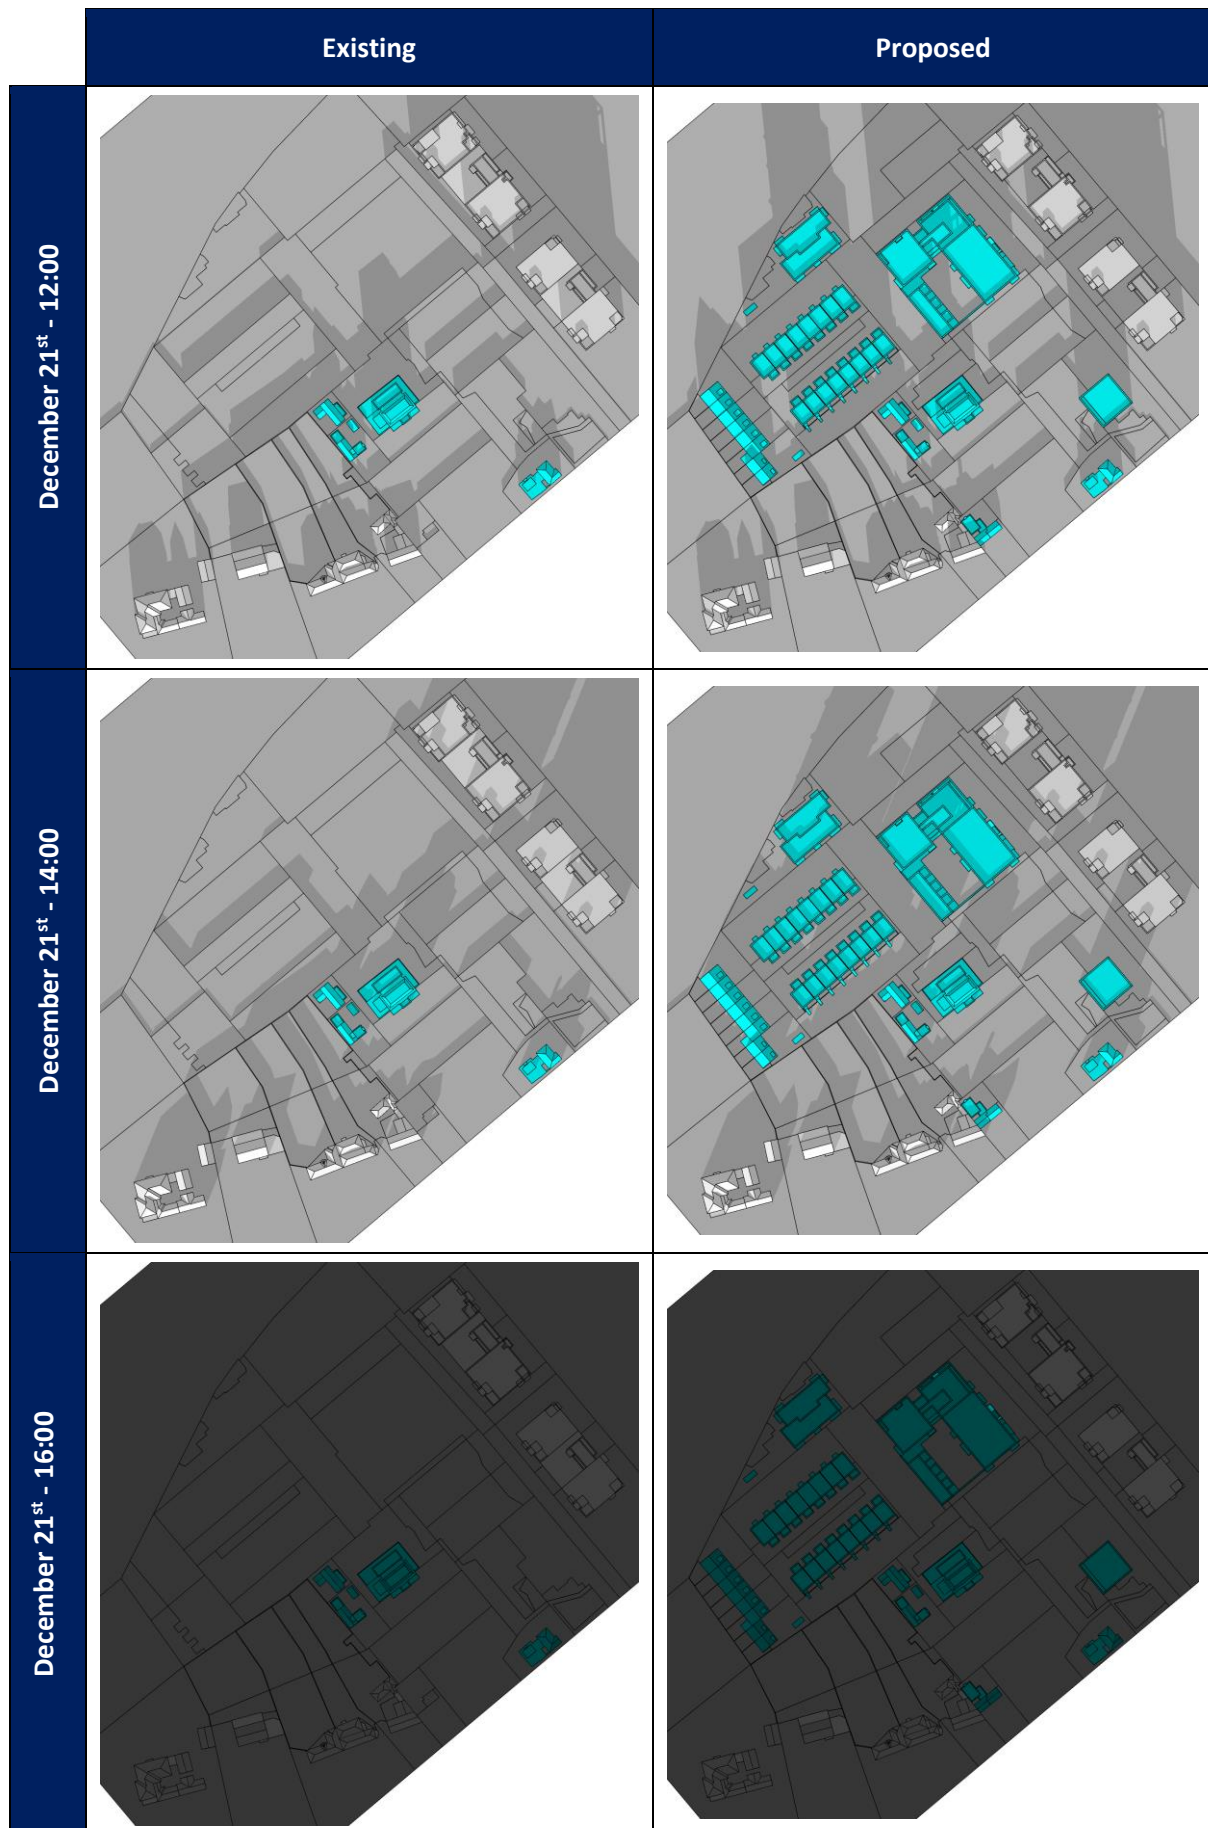 Existing
Proposed
December 21st - 12:00
December 21st - 14:00
December 21st - 16:00